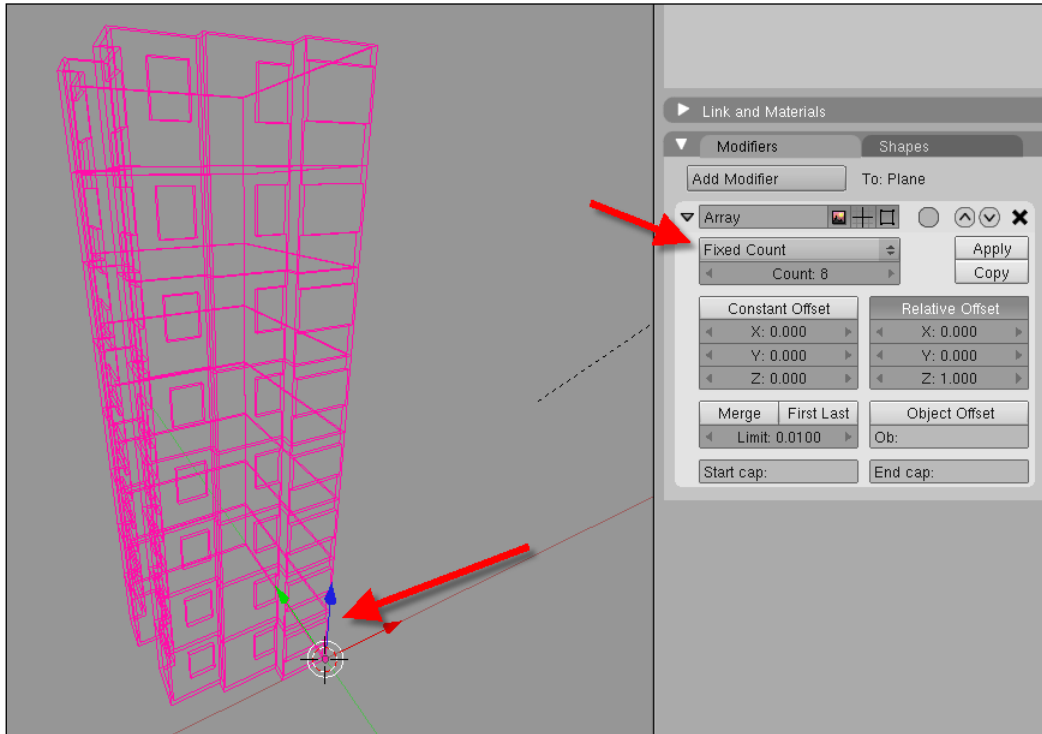 Link and Materials
Modifiers Shapes
Add Modifier To: Plane
Array
Fixed Count Apply
Count: 8 Copy
Constant Offset Relative Offset
X: 0.000 X: 0.000
Y: 0.000 Y: 0.000
Z: 0.000 Z: 1.000
Merge First Last Object Offset
Limit: 0.0100 Ob:
Start cap: End cap: